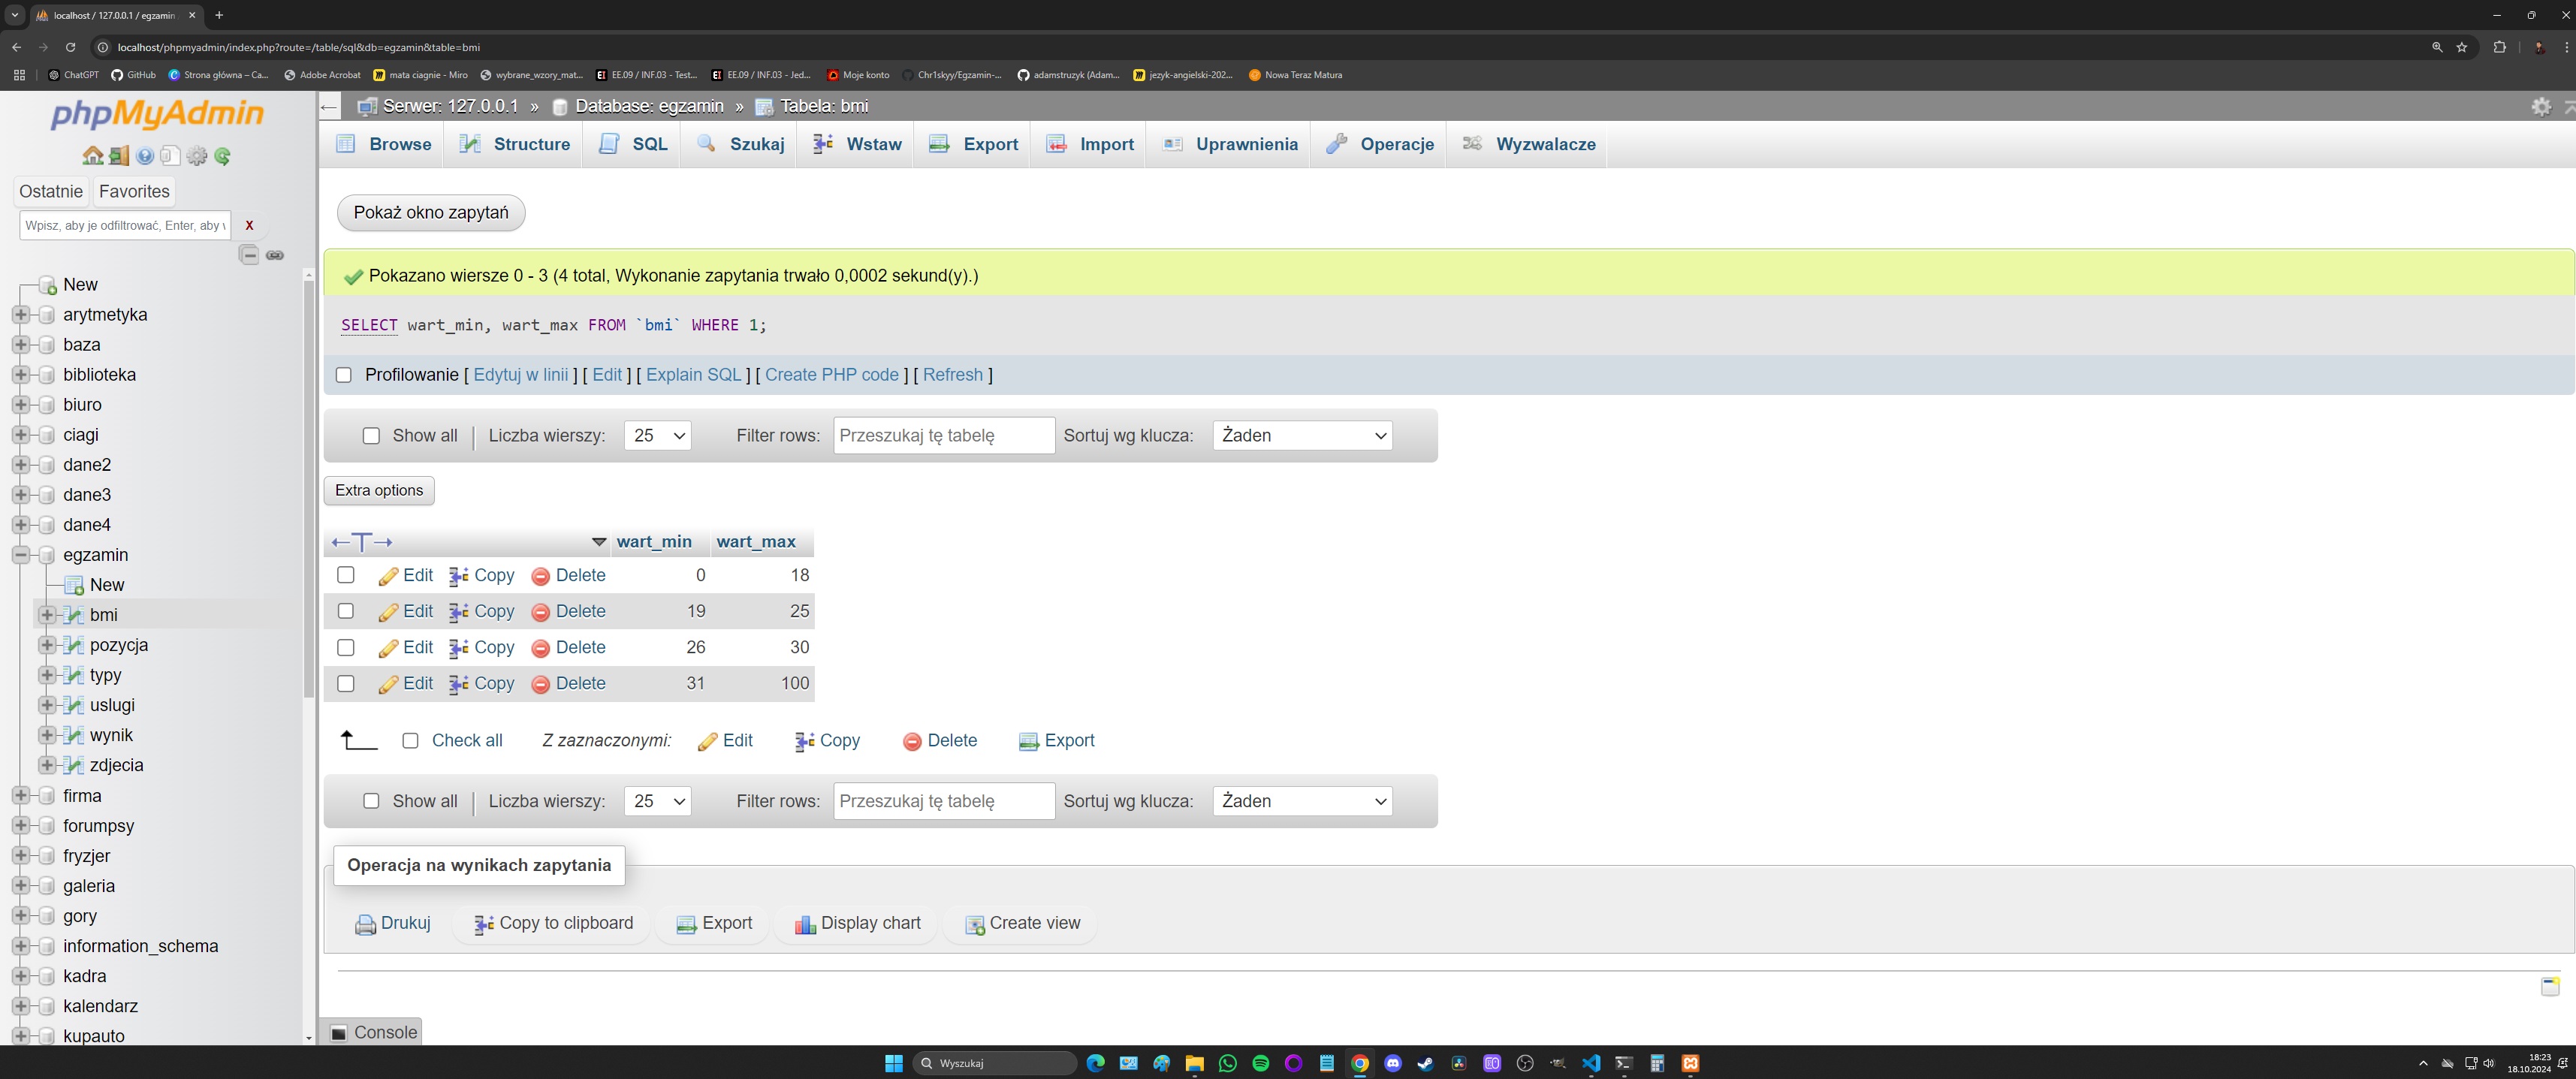 localhost / 127.0.0.1 / egzamin
localhost/phpmyadmin/index.php?route=/table/sql&db=egzamin&table=bmi
ChatGPT GitHub Strona główna – Ca... Adobe Acrobat mata ciagnie - Miro wybrane_wzory_mat... EE.09 / INF.03 - Test... EE.09 / INF.03 - Jed... Moje konto Chr1skyy/Egzamin-... adamstruzyk (Adam... jezyk-angielski-202... Nowa Teraz Matura
phpMyAdmin
Ostatnie Favorites
Wpisz, aby je odfiltrować, Enter, aby X
New
arytmetyka
baza
biblioteka
biuro
ciagi
dane2
dane3
dane4
egzamin
New
bmi
pozycja
typy
uslugi
wynik
zdjecia
firma
forumpsy
fryzjer
galeria
gory
information_schema
kadra
kalendarz
kupauto
Serwer: 127.0.0.1 » Database: egzamin » Tabela: bmi
Browse Structure SQL Szukaj Wstaw Export Import Uprawnienia Operacje Wyzwalacze
Pokaż okno zapytań
Pokazano wiersze 0 - 3 (4 total, Wykonanie zapytania trwało 0,0002 sekund(y).)
SELECT wart_min, wart_max FROM `bmi` WHERE 1;
Profilowanie [ Edytuj w linii ] [ Edit ] [ Explain SQL ] [ Create PHP code ] [ Refresh ]
Show all Liczba wierszy: 25 Filter rows: Przeszukaj tę tabelę Sortuj wg klucza: Żaden
Extra options
wart_min wart_max
Edit Copy Delete 0 18
Edit Copy Delete 19 25
Edit Copy Delete 26 30
Edit Copy Delete 31 100
Check all Z zaznaczonymi: Edit Copy Delete Export
Show all Liczba wierszy: 25 Filter rows: Przeszukaj tę tabelę Sortuj wg klucza: Żaden
Operacja na wynikach zapytania
Drukuj Copy to clipboard Export Display chart Create view
Console
Wyszukaj
18:23
18.10.2024